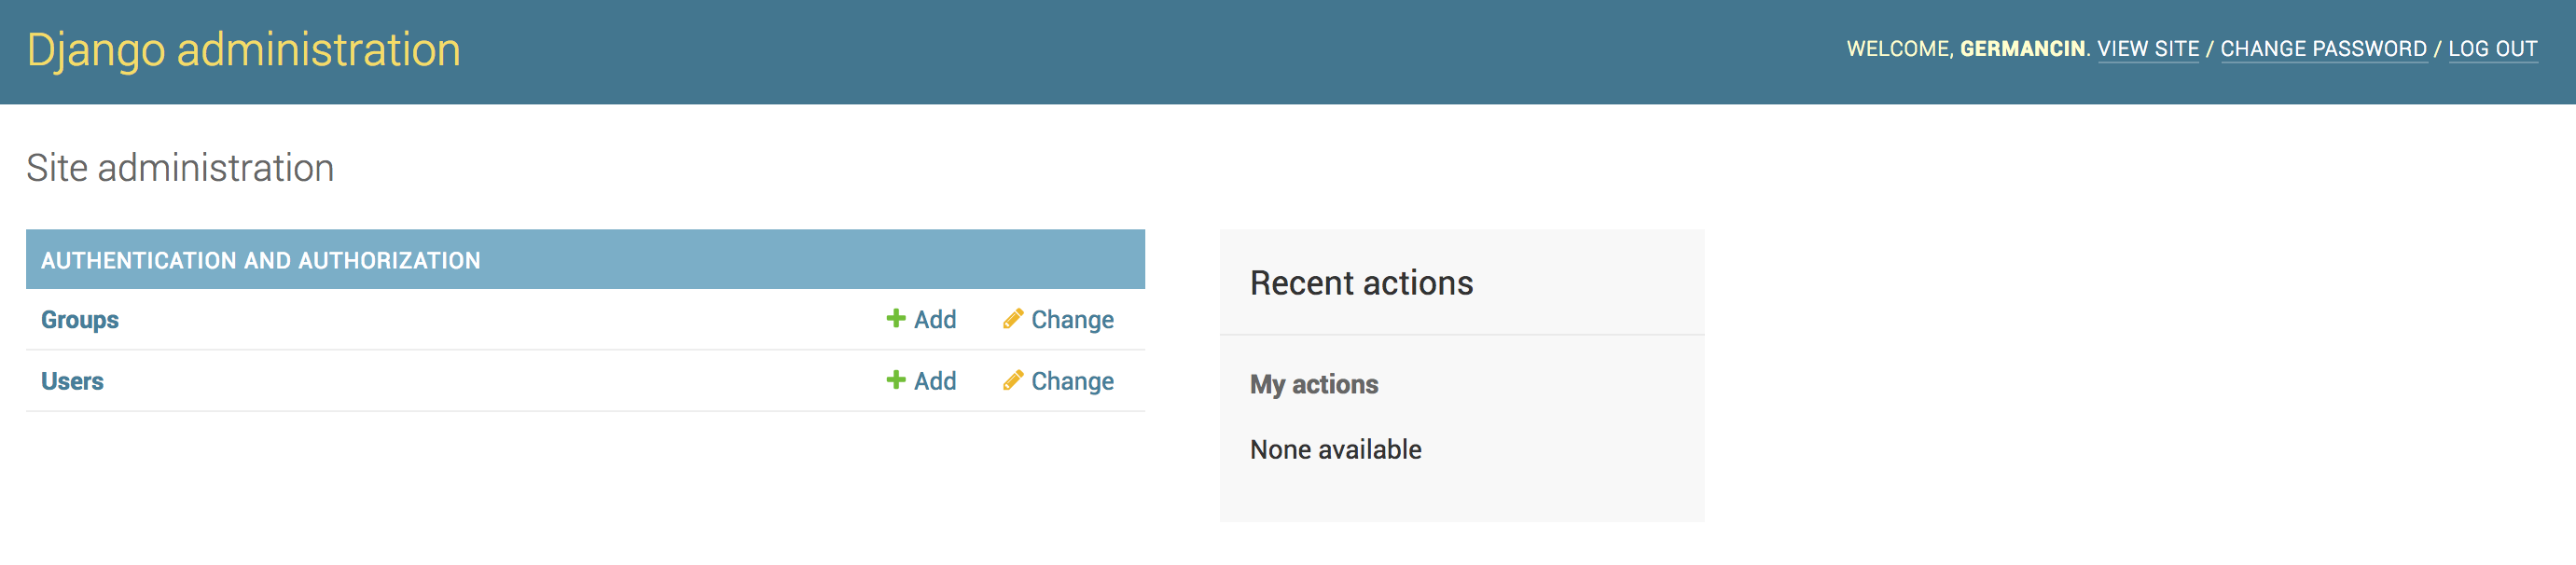 Django administration
WELCOME, GERMANCIN. VIEW SITE / CHANGE PASSWORD / LOG OUT
Site administration
AUTHENTICATION AND AUTHORIZATION
Groups Add Change
Users Add Change
Recent actions
My actions
None available